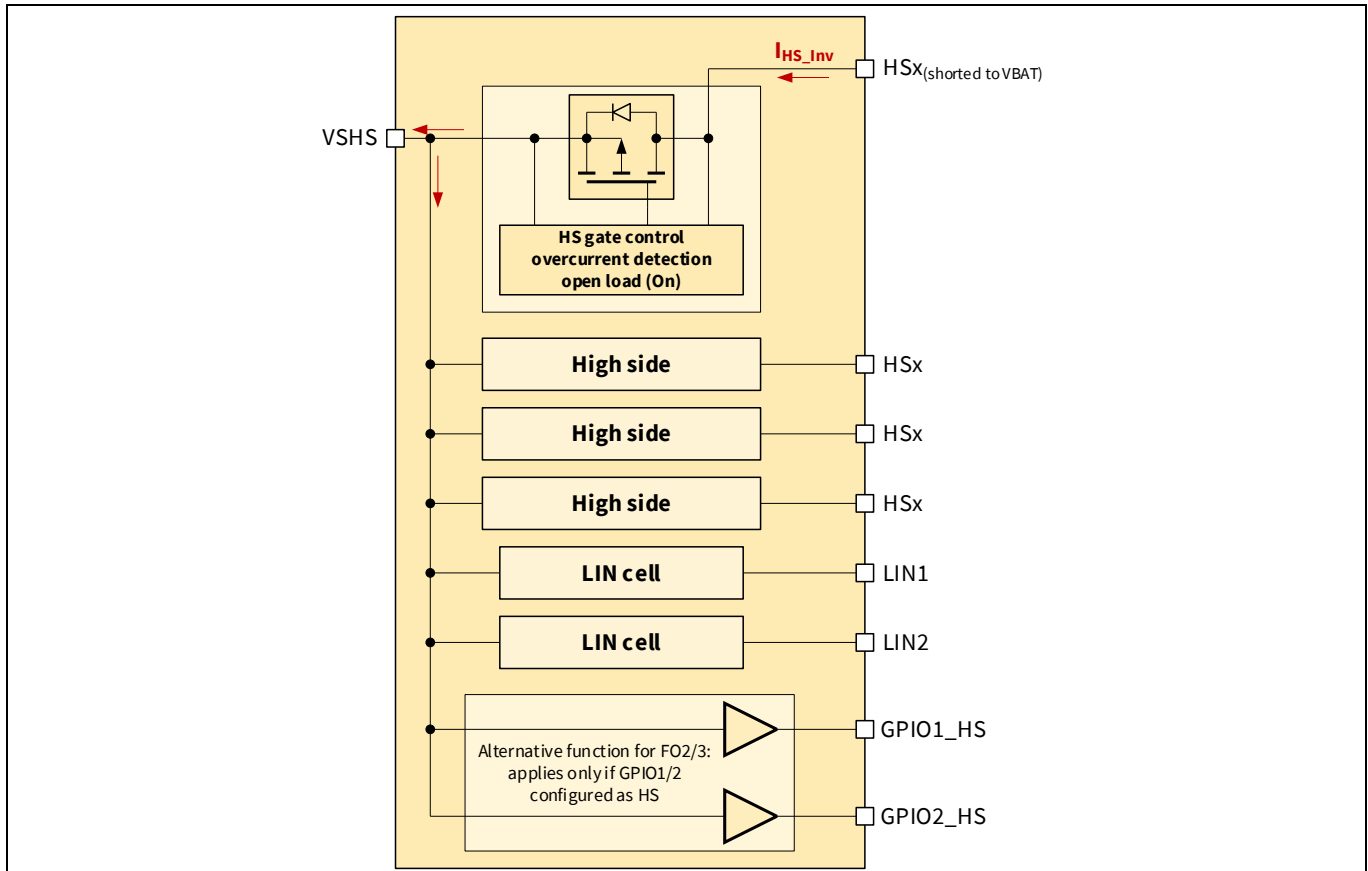 I_HS_Inv
HSx(shorted to VBAT)
VSHS
HS gate control
overcurrent detection
open load (On)
High side
HSx
High side
HSx
High side
HSx
LIN cell
LIN1
LIN cell
LIN2
GPIO1_HS
Alternative function for FO2/3:
applies only if GPIO1/2
configured as HS
GPIO2_HS